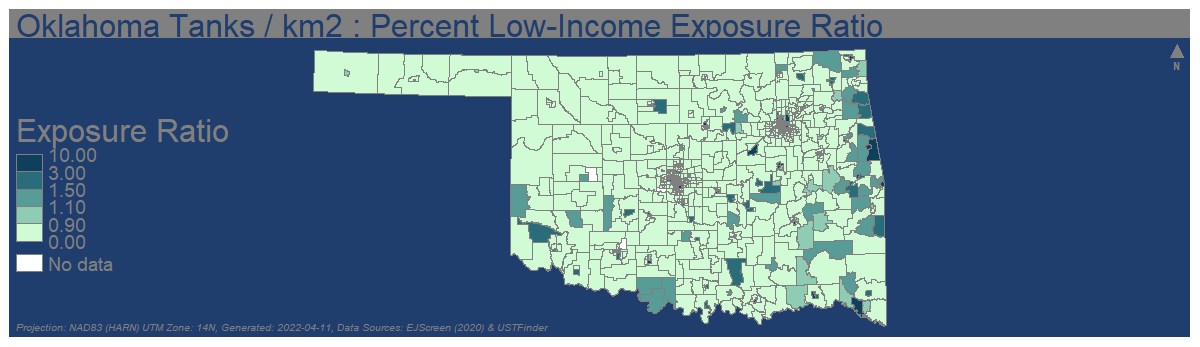 Oklahoma Tanks / km2 : Percent Low-Income Exposure Ratio
N
Exposure Ratio
10.00
3.00
1.50
1.10
0.90
0.00
No data
Projection: NAD83 (HARN) UTM Zone: 14N, Generated: 2022-04-11, Data Sources: EJScreen (2020) & USTFinder